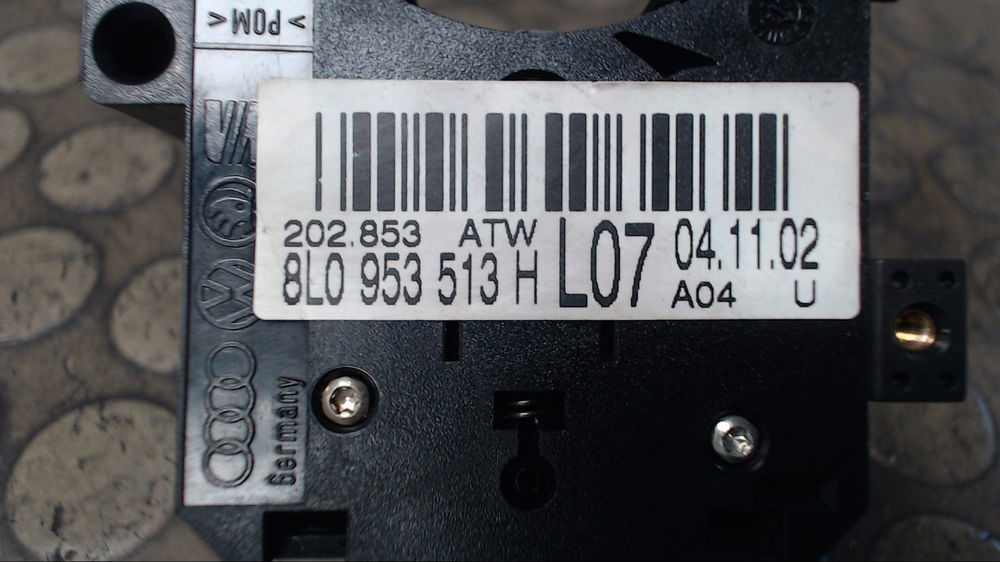 > POM <
202.853 ATW
8L0 953 513 H
L07
04.11.02
A04 U
Germany